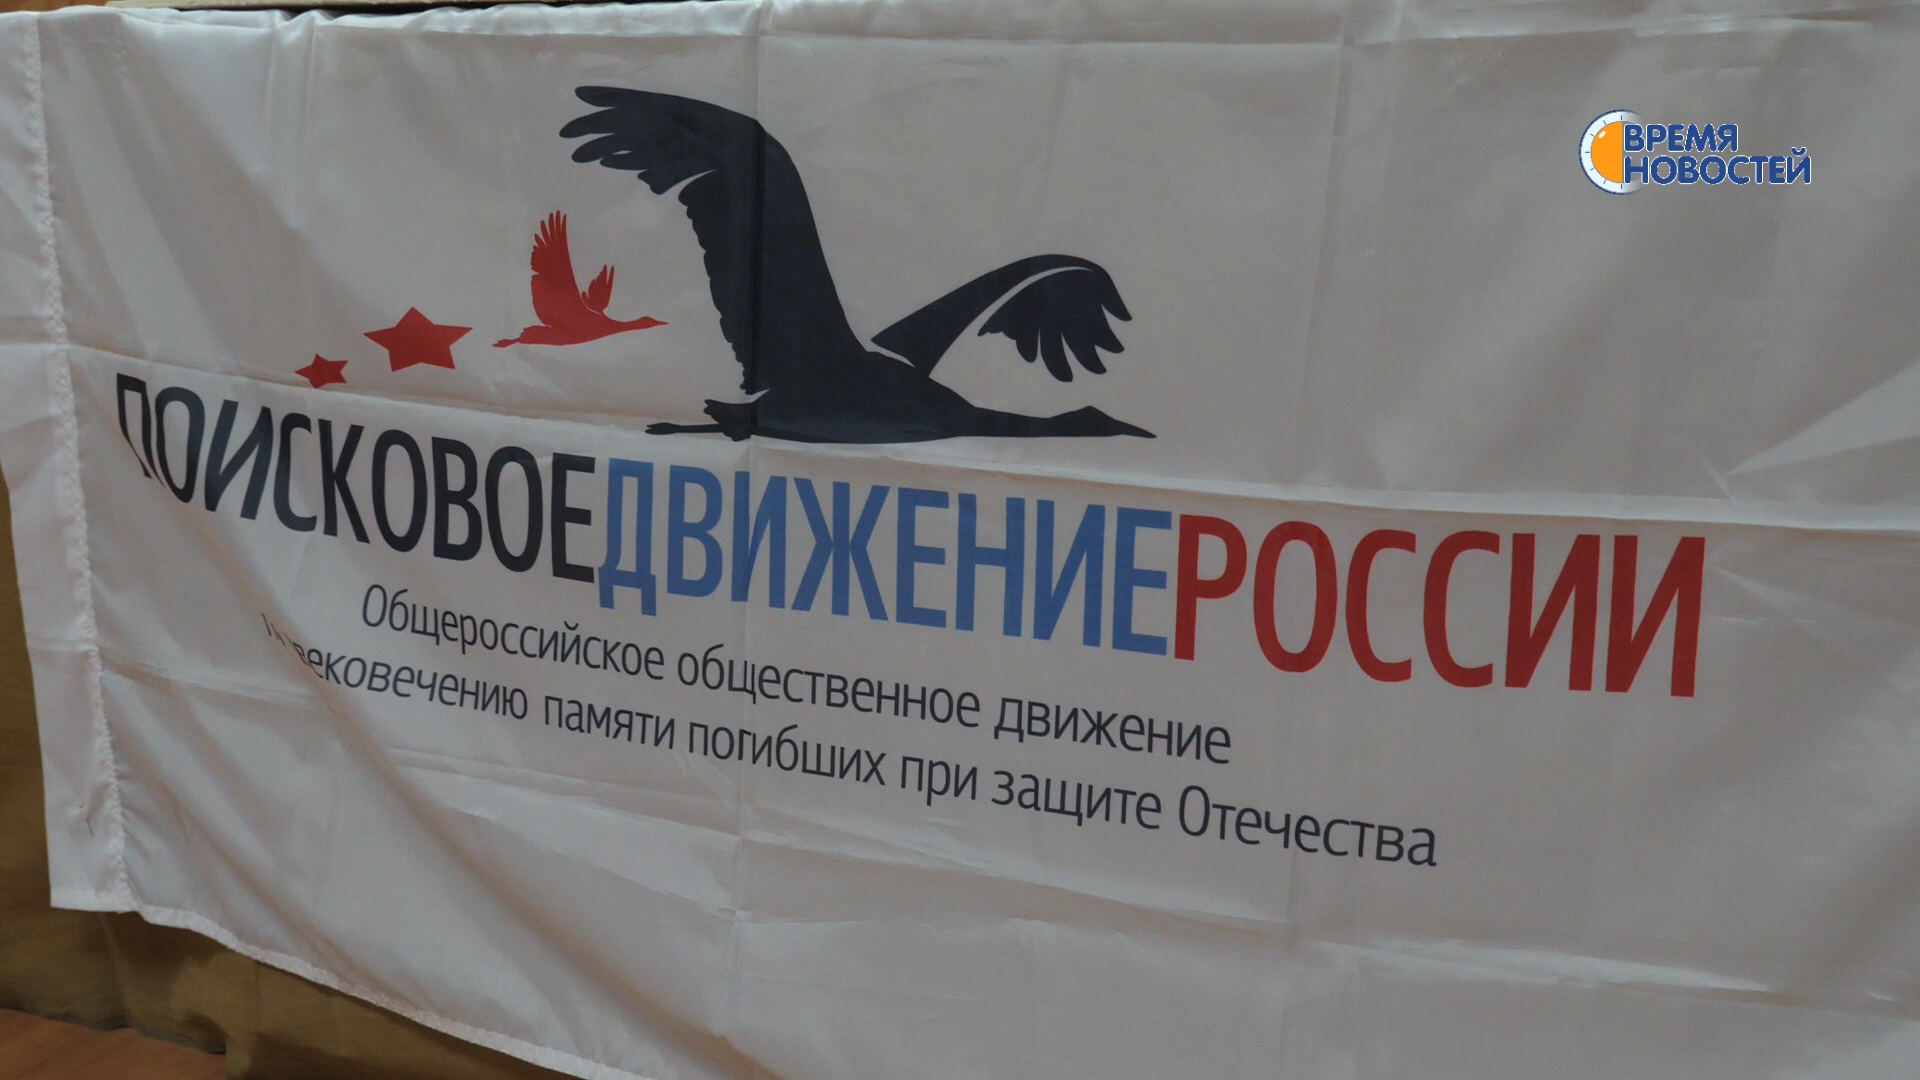 ВРЕМЯ
НОВОСТЕЙ
ПОИСКОВОЕДВИЖЕНИЕРОССИИ
Общероссийское общественное движение
памяти погибших при защите Отечества